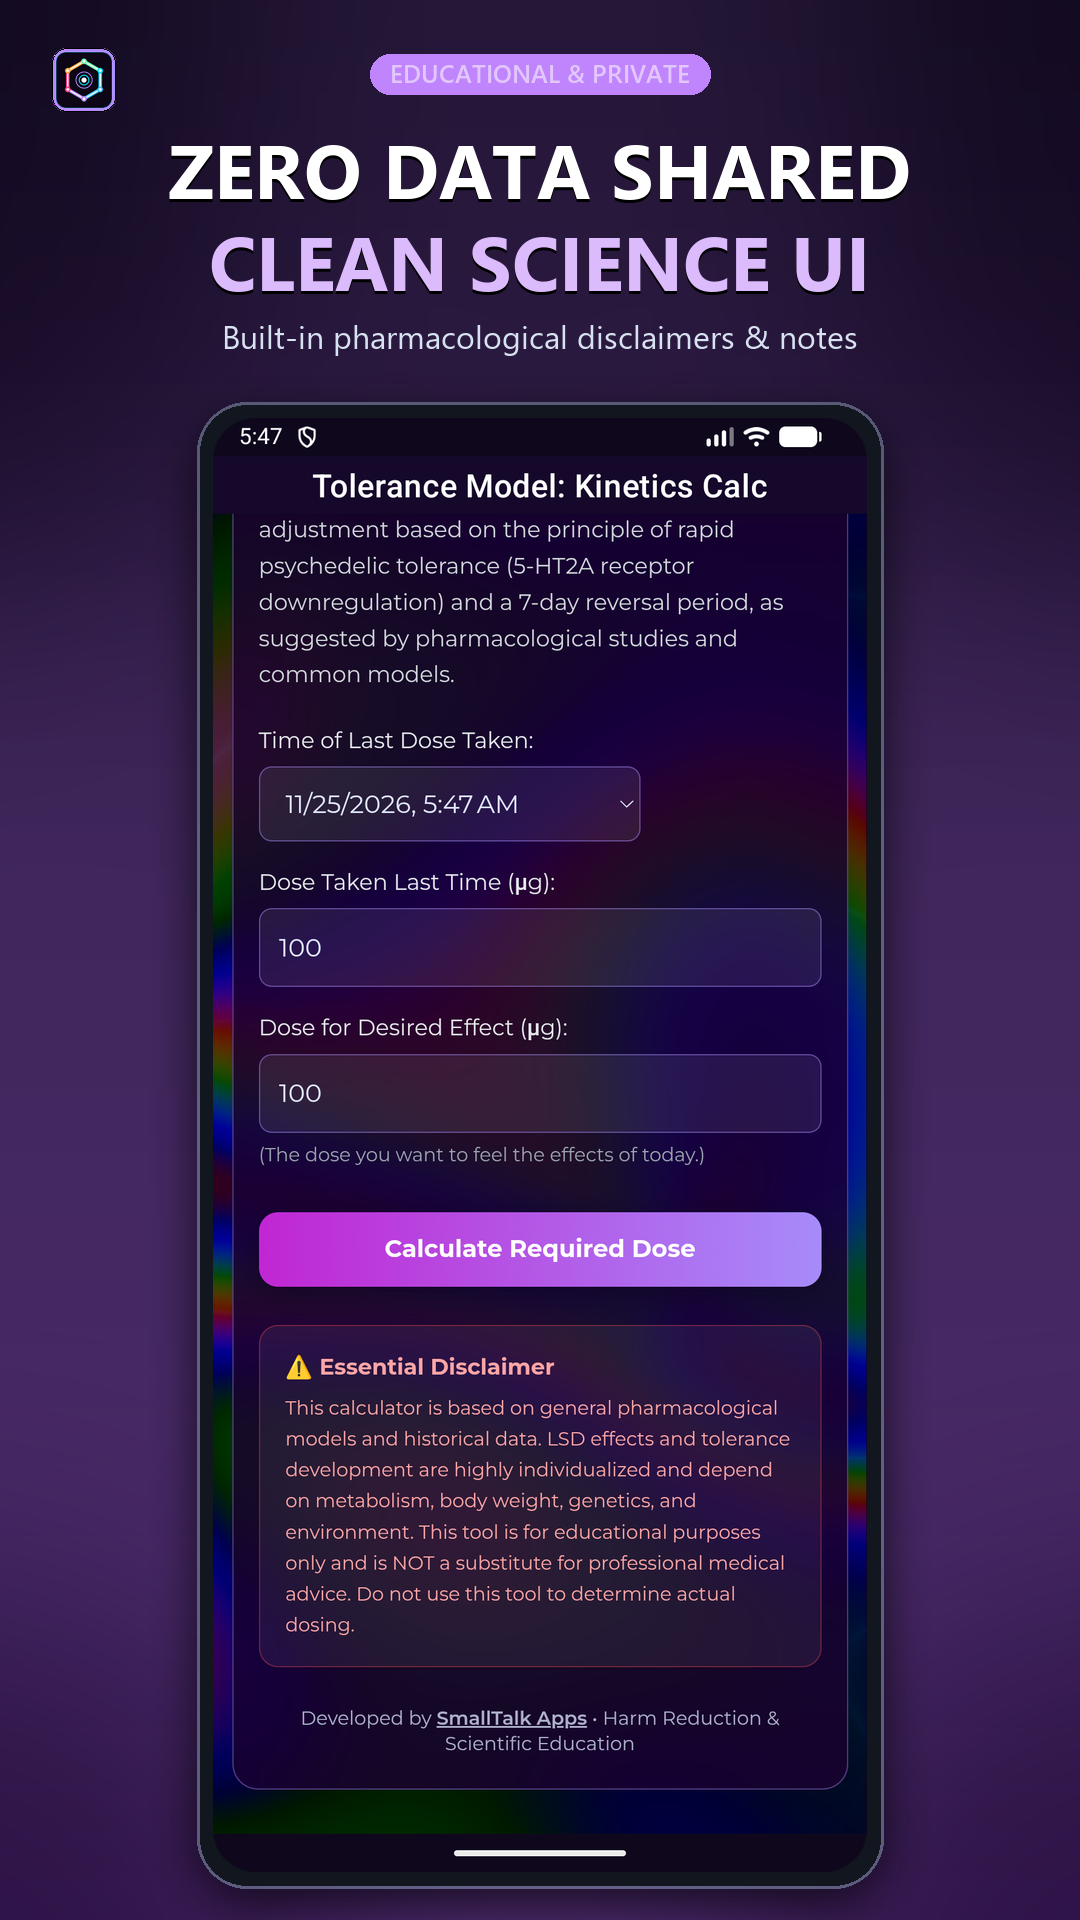 EDUCATIONAL & PRIVATE
ZERO DATA SHARED
CLEAN SCIENCE UI
Built-in pharmacological disclaimers & notes
5:47
Tolerance Model: Kinetics Calc
adjustment based on the principle of rapid
psychedelic tolerance (5-HT2A receptor
downregulation) and a 7-day reversal period, as
suggested by pharmacological studies and
common models.
Time of Last Dose Taken:
11/25/2026, 5:47 AM
Dose Taken Last Time (µg):
100
Dose for Desired Effect (µg):
100
(The dose you want to feel the effects of today.)
Calculate Required Dose
⚠️ Essential Disclaimer
This calculator is based on general pharmacological
models and historical data. LSD effects and tolerance
development are highly individualized and depend
on metabolism, body weight, genetics, and
environment. This tool is for educational purposes
only and is NOT a substitute for professional medical
advice. Do not use this tool to determine actual
dosing.
Developed by SmallTalk Apps • Harm Reduction &
Scientific Education